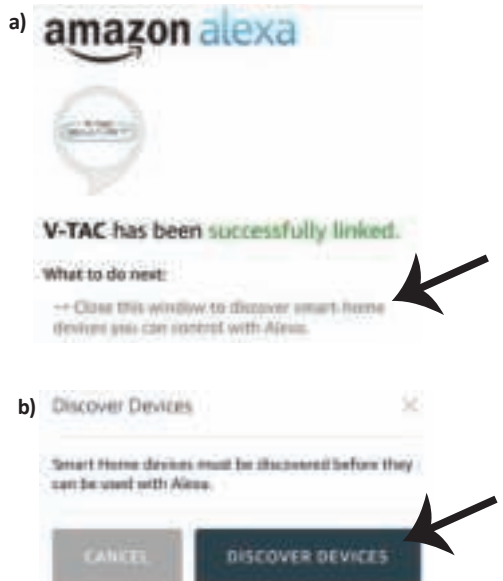 a)
amazon alexa
V-TAC has been successfully linked.
What to do next:
Close this window to discover smart-home
devices you can control with Alexa.
b) Discover Devices
Smart Home devices must be discovered before they
can be used with Alexa.
CANCEL DISCOVER DEVICES